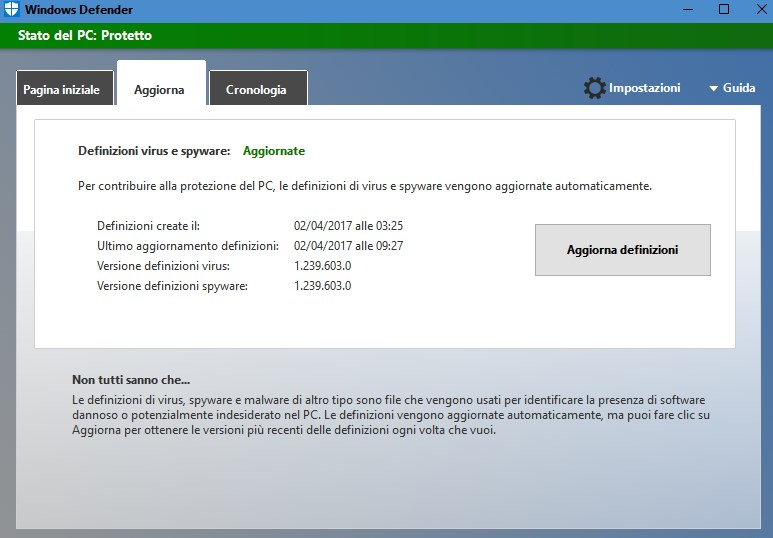 Windows Defender
Stato del PC: Protetto
Pagina iniziale
Aggiorna
Cronologia
Impostazioni
Guida
Definizioni virus e spyware: Aggiornate
Per contribuire alla protezione del PC, le definizioni di virus e spyware vengono aggiornate automaticamente.
Definizioni create il: 02/04/2017 alle 03:25
Ultimo aggiornamento definizioni: 02/04/2017 alle 09:27
Versione definizioni virus: 1.239.603.0
Versione definizioni spyware: 1.239.603.0
Aggiorna definizioni
Non tutti sanno che...
Le definizioni di virus, spyware e malware di altro tipo sono file che vengono usati per identificare la presenza di software
dannoso o potenzialmente indesiderato nel PC. Le definizioni vengono aggiornate automaticamente, ma puoi fare clic su
Aggiorna per ottenere le versioni più recenti delle definizioni ogni volta che vuoi.